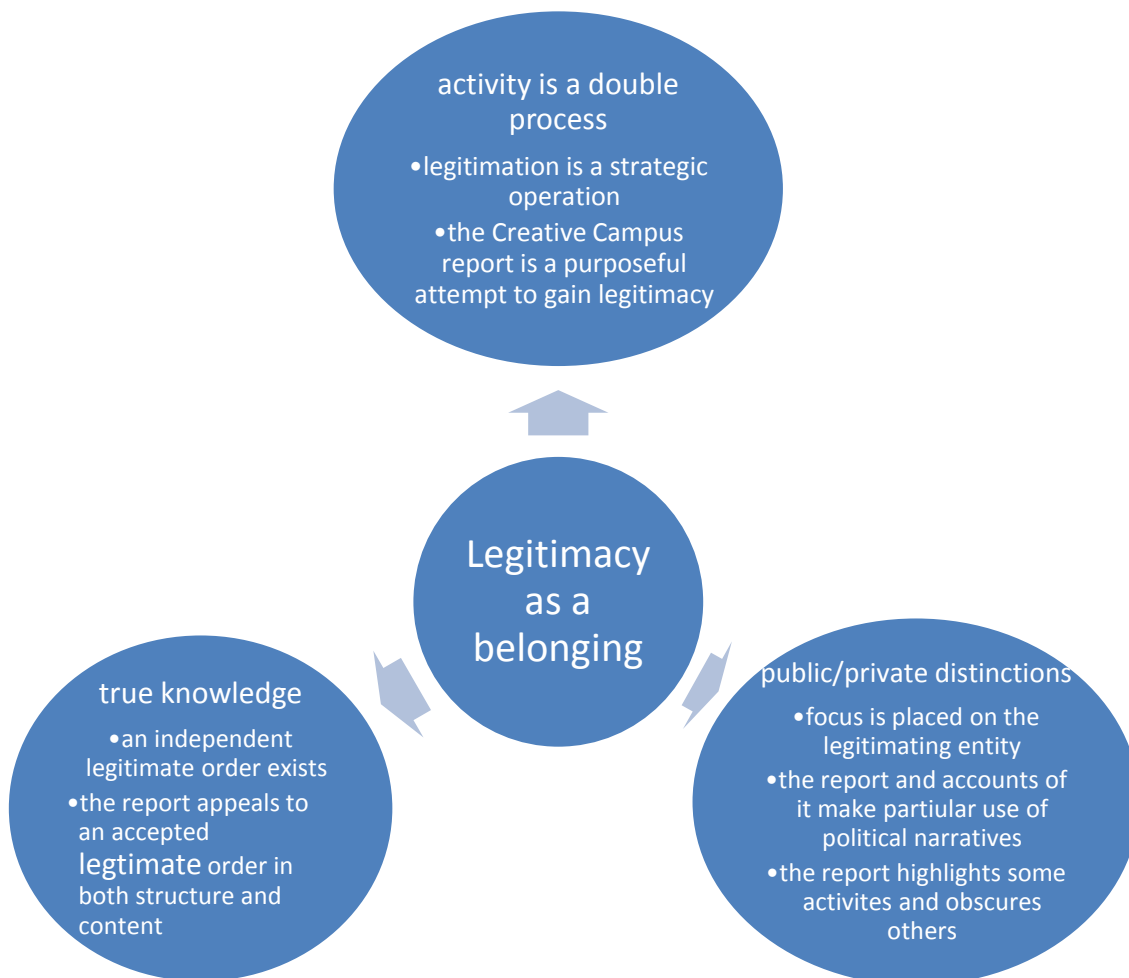 activity is a double
process
•legitimation is a strategic
operation
•the Creative Campus
report is a purposeful
attempt to gain legitimacy
Legitimacy
as a
belonging
true knowledge
•an independent
legitimate order exists
•the report appeals to
an accepted
legtimate order in
both structure and
content
public/private distinctions
•focus is placed on the
legitimating entity
•the report and accounts of
it make partiular use of
political narratives
•the report highlights some
activites and obscures
others